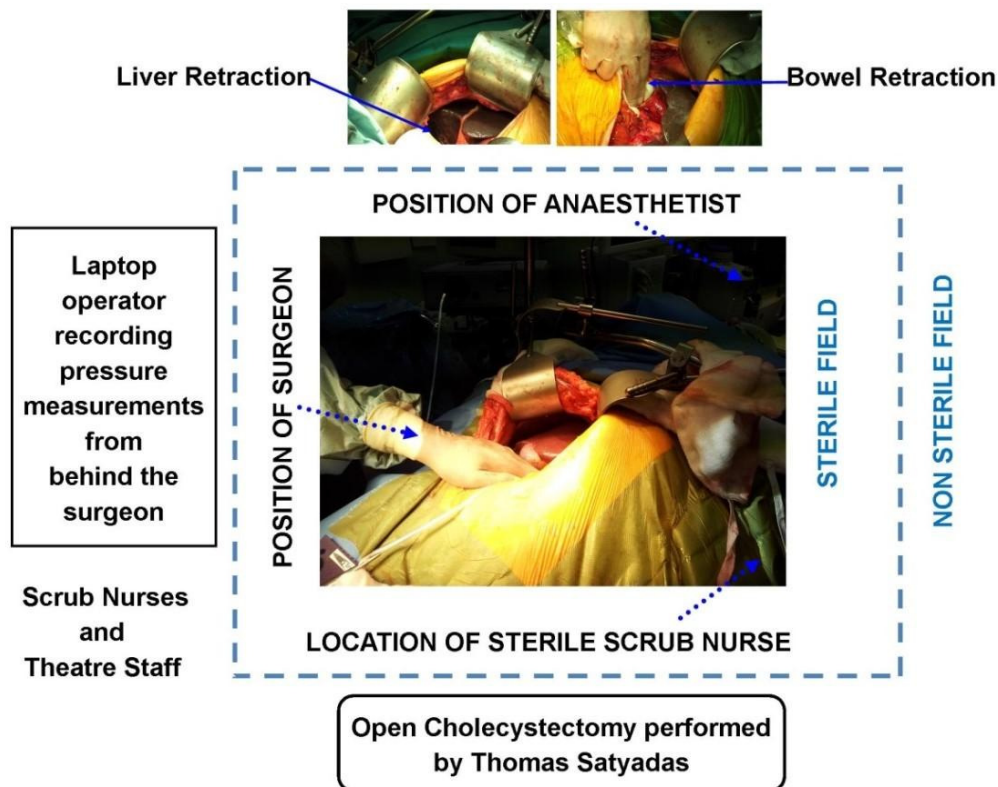 Liver Retraction
Bowel Retraction
POSITION OF ANAESTHETIST
Laptop
operator
recording
pressure
measurements
from
behind the
surgeon
POSITION OF SURGEON
STERILE FIELD
NON STERILE FIELD
Scrub Nurses
and
Theatre Staff
LOCATION OF STERILE SCRUB NURSE
Open Cholecystectomy performed
by Thomas Satyadas